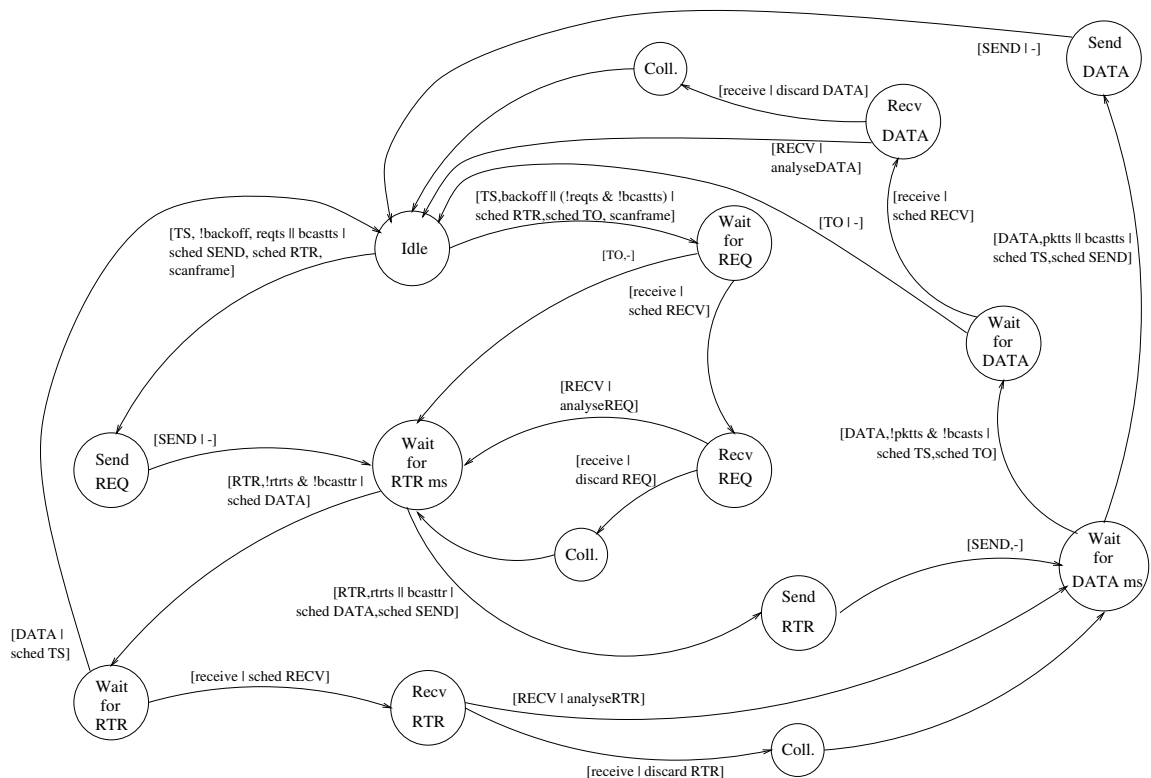 [SEND | -]
Send
DATA
Coll.
[receive | discard DATA]
Recv
DATA
[RECV |
analyseDATA]
[TS,backoff || (!reqts & !bcastts) |
sched RTR,sched TO, scanframe]
[receive |
sched RECV]
[TS, !backoff, reqts || bcastts |
sched SEND, sched RTR,
scanframe]
Idle
Wait
for
REQ
[TO | -]
[DATA,pktts || bcastts |
sched TS,sched SEND]
[TO,-]
[receive |
sched RECV]
Wait
for
DATA
[RECV |
analyseREQ]
[SEND | -]
Send
REQ
Wait
for
RTR ms
[DATA,!pktts & !bcasts |
sched TS,sched TO]
Recv
REQ
[receive |
discard REQ]
[RTR,!rtrts & !bcasttr |
sched DATA]
Coll.
[SEND,-]
Wait
for
DATA ms
[RTR,rtrts || bcasttr |
sched DATA,sched SEND]
Send
RTR
[DATA |
sched TS]
[receive | sched RECV]
Wait
for
RTR
Recv
RTR
[RECV | analyseRTR]
Coll.
[receive | discard RTR]